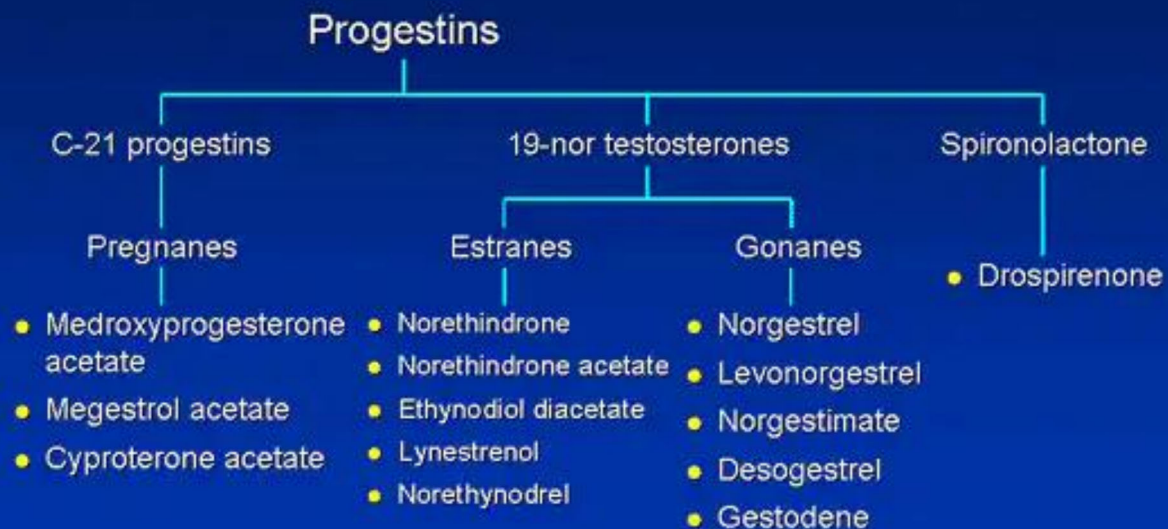 Progestins
C-21 progestins
19-nor testosterones
Spironolactone
Pregnanes
Estranes
Gonanes
• Drospirenone
• Medroxyprogesterone
acetate
• Megestrol acetate
• Cyproterone acetate
• Norethindrone
• Norethindrone acetate
• Ethynodiol diacetate
• Lynestrenol
• Norethynodrel
• Norgestrel
• Levonorgestrel
• Norgestimate
• Desogestrel
• Gestodene